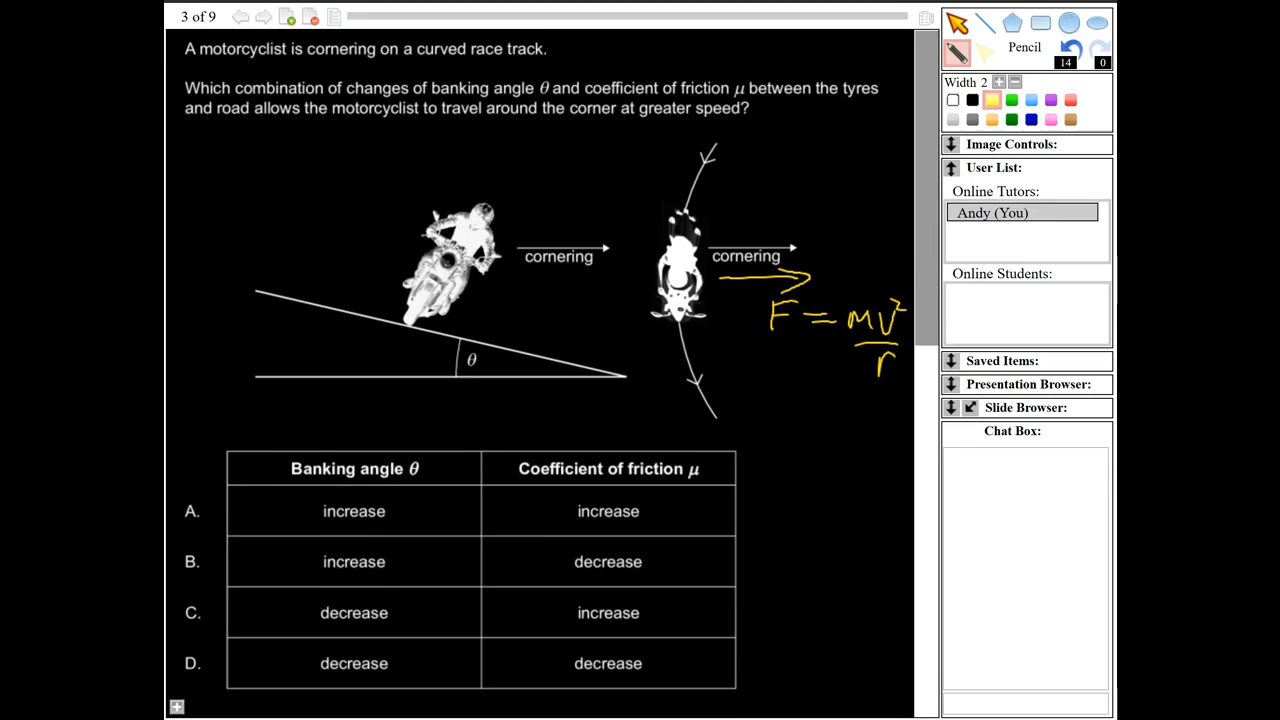 3 of 9
A motorcyclist is cornering on a curved race track.
Which combination of changes of banking angle θ and coefficient of friction μ between the tyres
and road allows the motorcyclist to travel around the corner at greater speed?
cornering
cornering
F = mv²
r
θ
Banking angle θ Coefficient of friction μ
A. increase increase
B. increase decrease
C. decrease increase
D. decrease decrease
Pencil
14 0
Width 2
Image Controls:
User List:
Online Tutors:
Andy (You)
Online Students:
Saved Items:
Presentation Browser:
Slide Browser:
Chat Box: